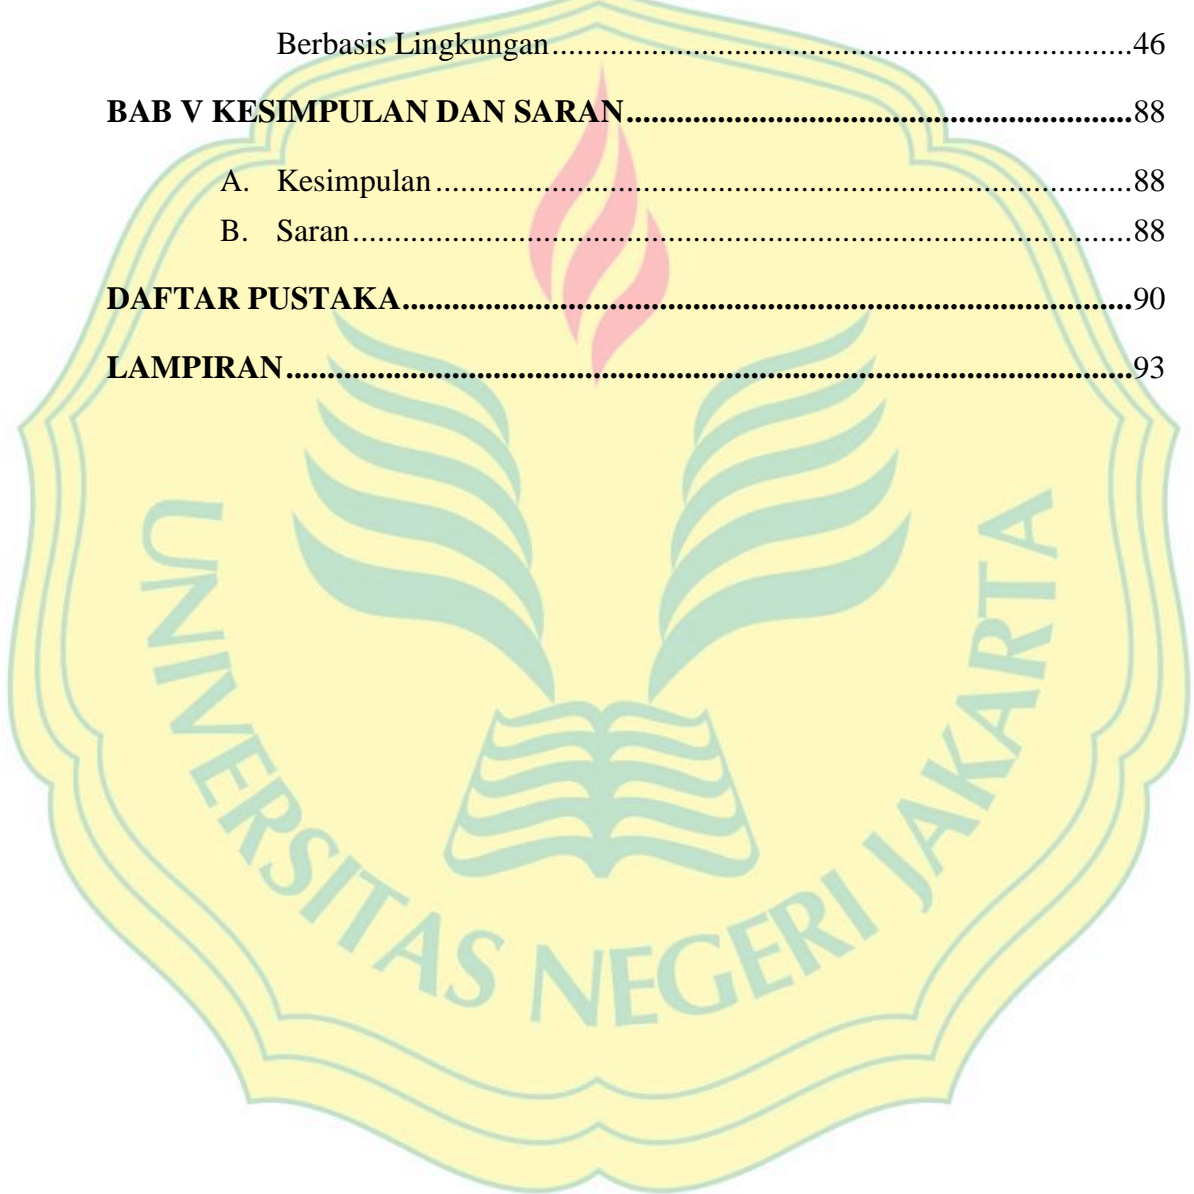 Berbasis Lingkungan....................................................................46
BAB V KESIMPULAN DAN SARAN.............................................................88
A. Kesimpulan....................................................................................88
B. Saran..............................................................................................88
DAFTAR PUSTAKA.........................................................................................90
LAMPIRAN.......................................................................................................93
UNIVERSITAS NEGERI JAKARTA